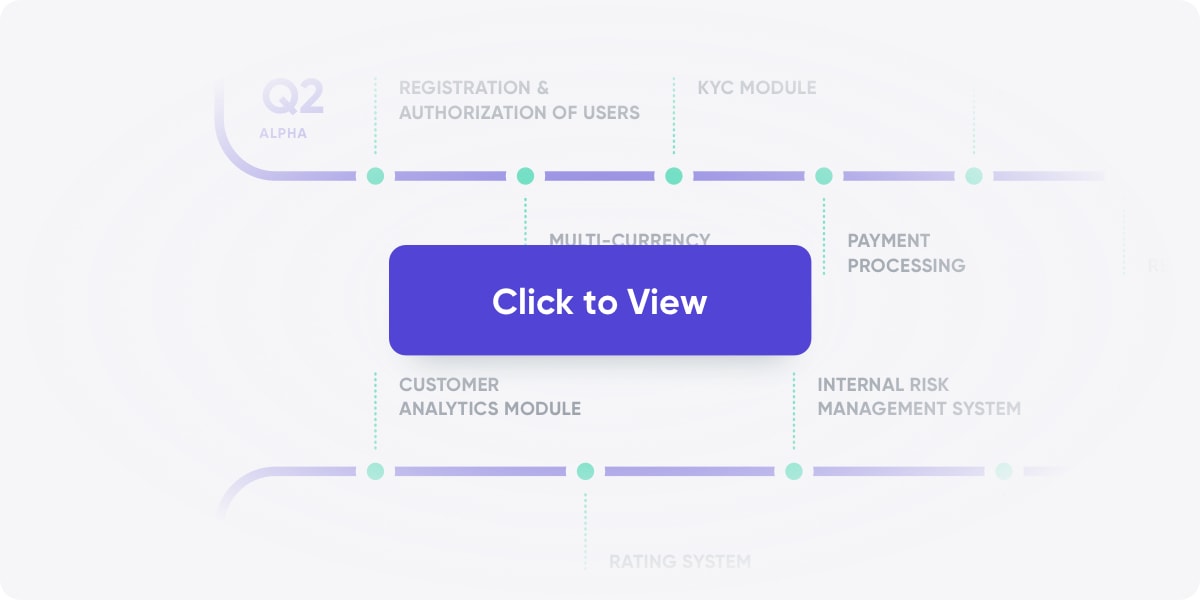 Q2
ALPHA
REGISTRATION &
AUTHORIZATION OF USERS
KYC MODULE
MULTI-CURRENCY
PAYMENT
PROCESSING
Click to View
CUSTOMER
ANALYTICS MODULE
INTERNAL RISK
MANAGEMENT SYSTEM
RATING SYSTEM